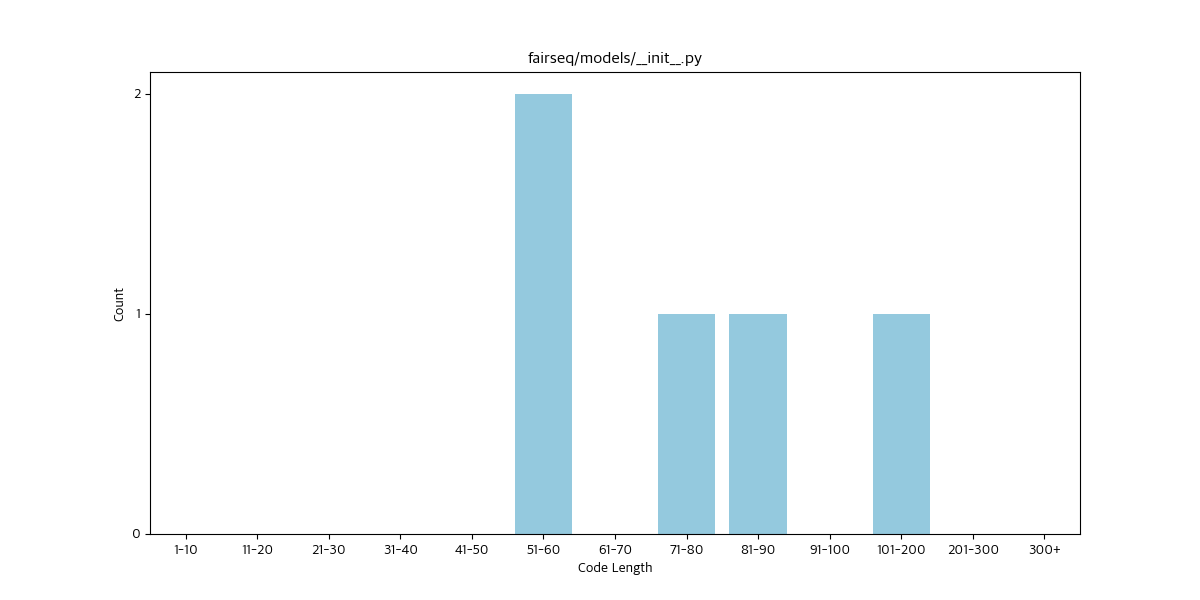 fairseq/models/__init__.py
Count
2
1
0
1-10 11-20 21-30 31-40 41-50 51-60 61-70 71-80 81-90 91-100 101-200 201-300 300+
Code Length